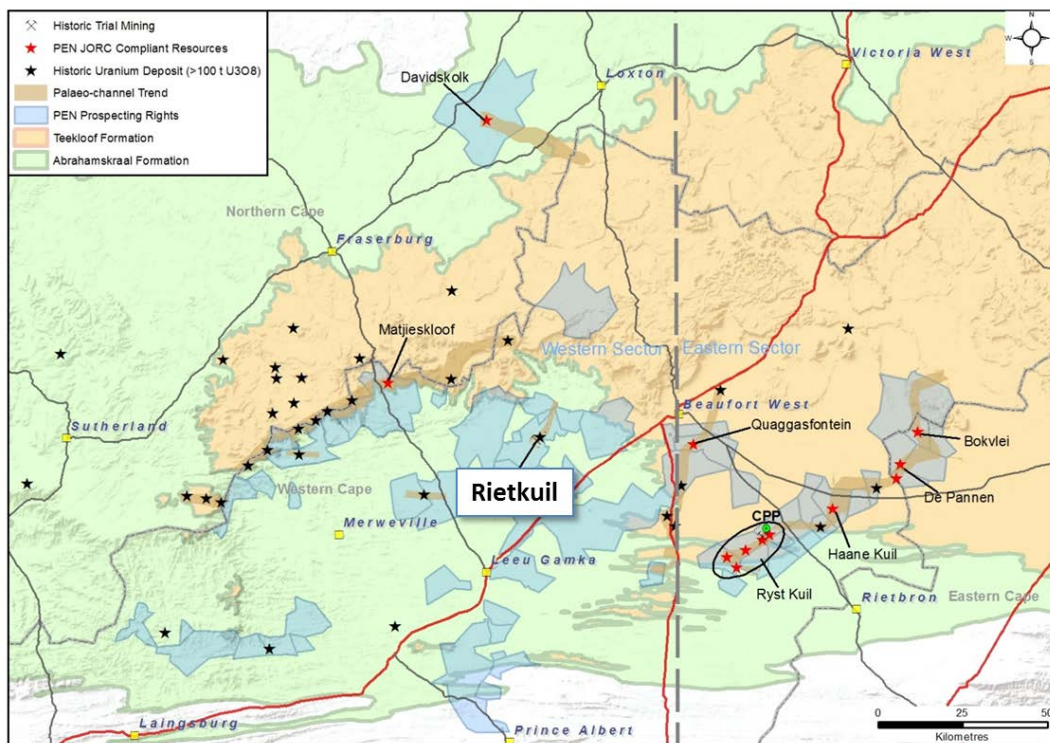 Historic Trial Mining
PEN JORC Compliant Resources
Historic Uranium Deposit (>100 t U3O8)
Palaeo-channel Trend
PEN Prospecting Rights
Teekloof Formation
Abrahamskraal Formation
N
W
S
Victoria West
Loxton
Davidskolk
Northern Cape
Fraserburg
Matjieskloof
Western Sector
Eastern Sector
Sutherland
Beaufort West
Quaggasfontein
Bokvlei
De Pannen
Western Cape
Rietkuil
Merweville
CPP
Haane Kuil
Leeu Gamka
Ryst Kuil
Eastern Cape
Rietbron
Laingsburg
Prince Albert
0 25 50
Kilometres